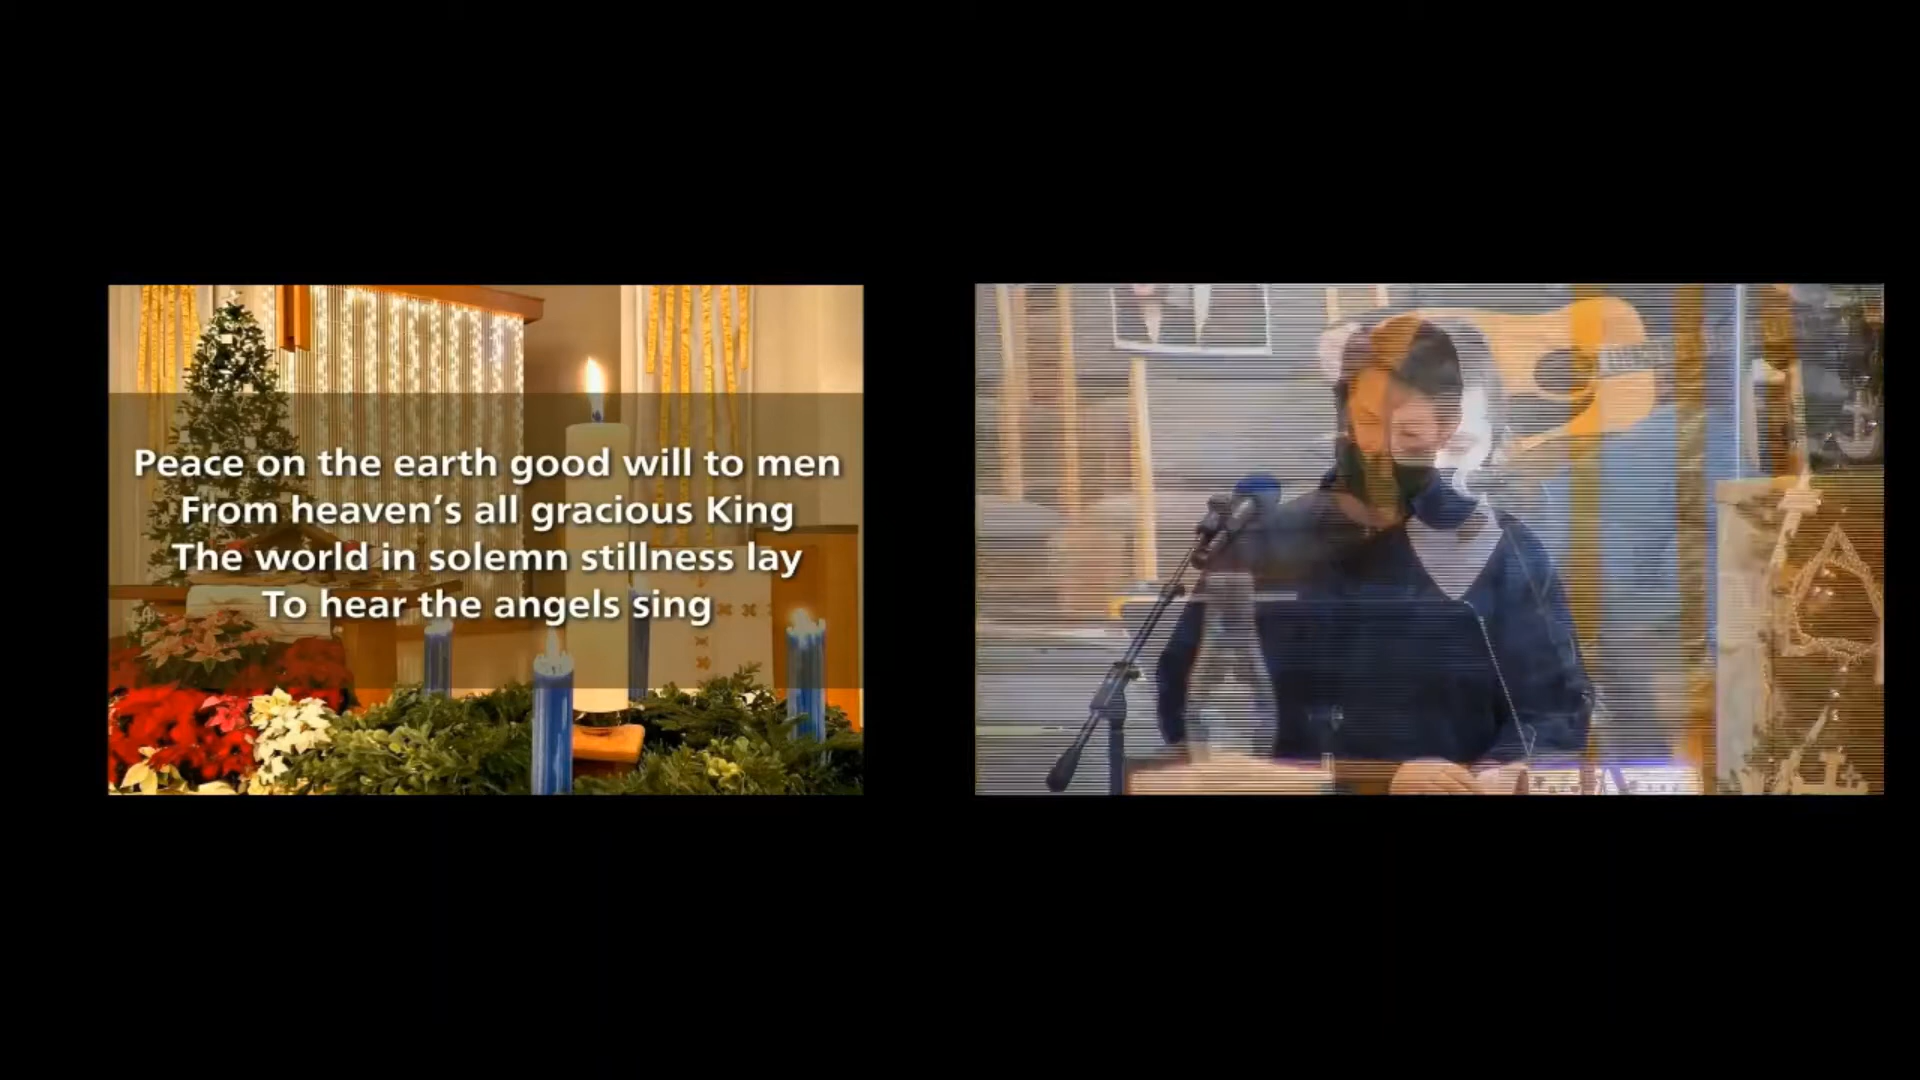 Peace on the earth good will to men
From heaven's all gracious King
The world in solemn stillness lay
To hear the angels sing